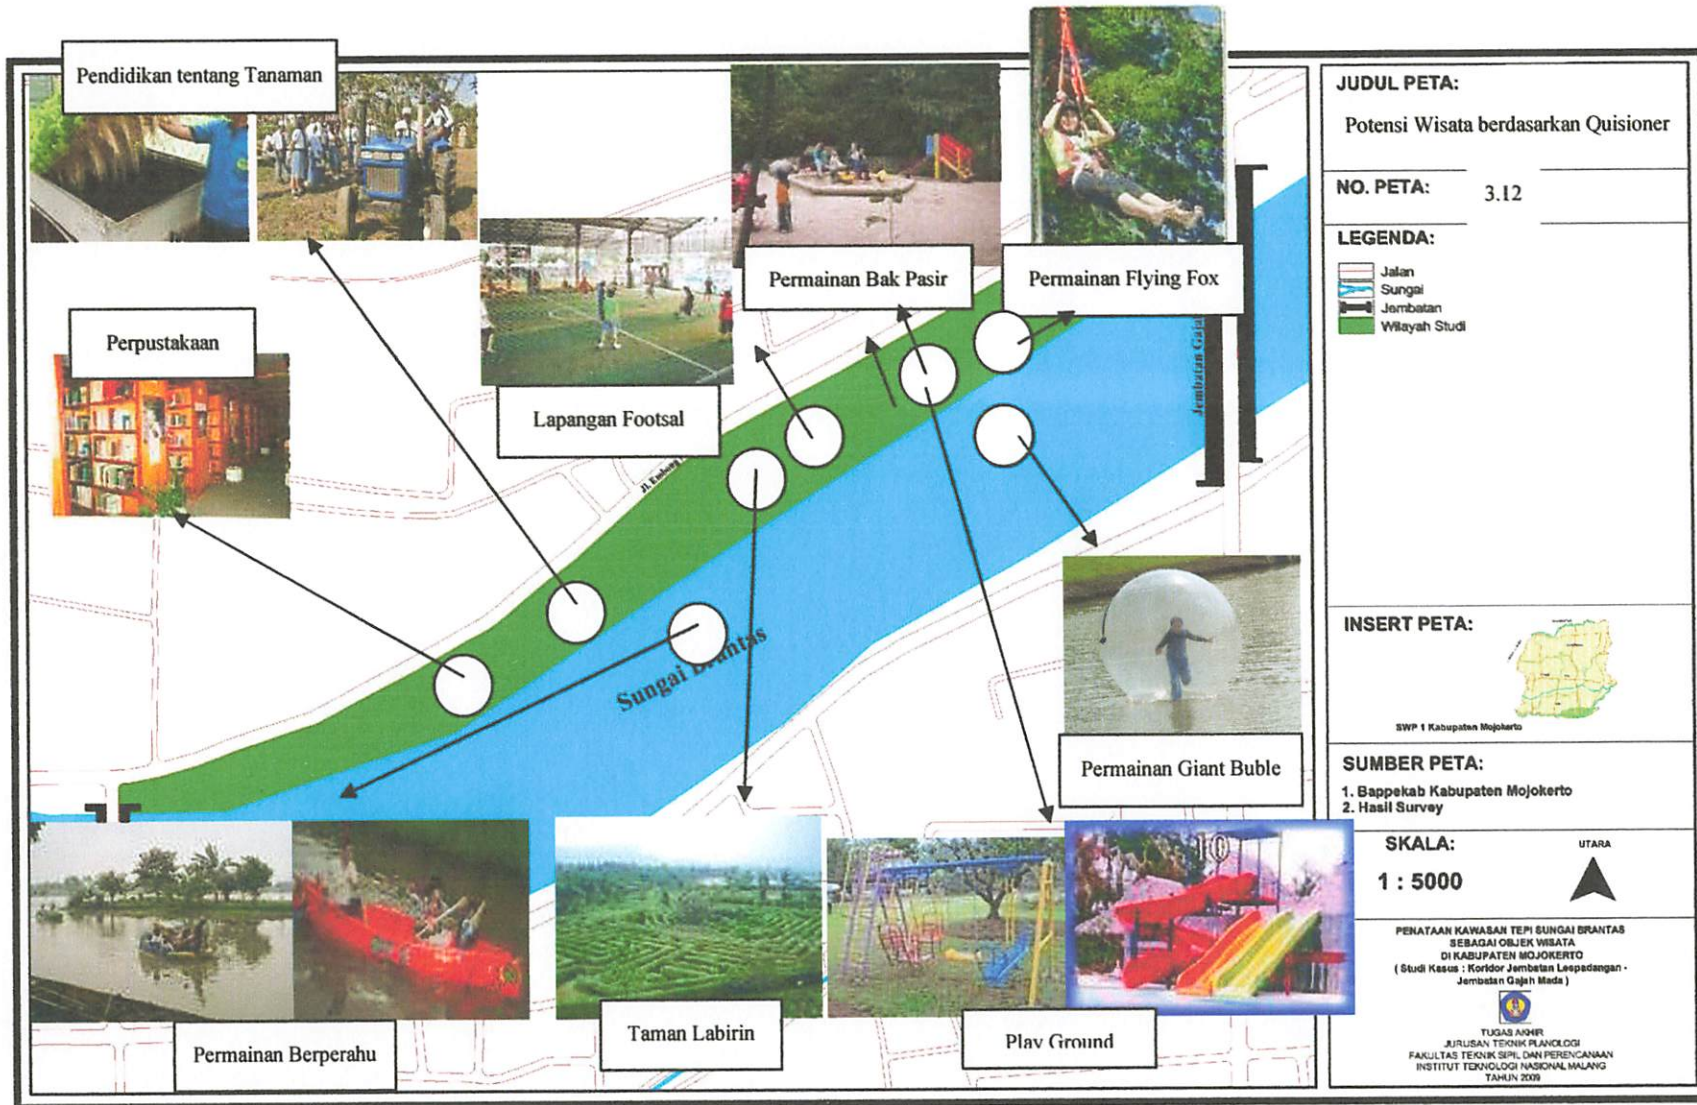 Pendidikan tentang Tanaman
Perpustakaan
Lapangan Footsal
Permainan Bak Pasir
Permainan Flying Fox
Jl. Embong
Jembatan Gaja
Sungai Brantas
Permainan Giant Buble
10
Permainan Berperahu
Taman Labirin
Play Ground
JUDUL PETA:
Potensi Wisata berdasarkan Quisioner
NO. PETA: 3.12
LEGENDA:
Jalan
Sungai
Jembatan
Wilayah Studi
INSERT PETA:
SWP 1 Kabupaten Mojokerto
SUMBER PETA:
1. Bappekab Kabupaten Mojokerto
2. Hasil Survey
SKALA:
1 : 5000
UTARA
PENATAAN KAWASAN TEPI SUNGAI BRANTAS
SEBAGAI OBJEK WISATA
DI KABUPATEN MOJOKERTO
( Studi Kasus : Koridor Jembatan Lespadangan -
Jembatan Gajah Mada )
TUGAS AKHIR
JURUSAN TEKNIK PLANOLOGI
FAKULTAS TEKNIK SIPIL DAN PERENCANAAN
INSTITUT TEKNOLOGI NASIONAL MALANG
TAHUN 2009